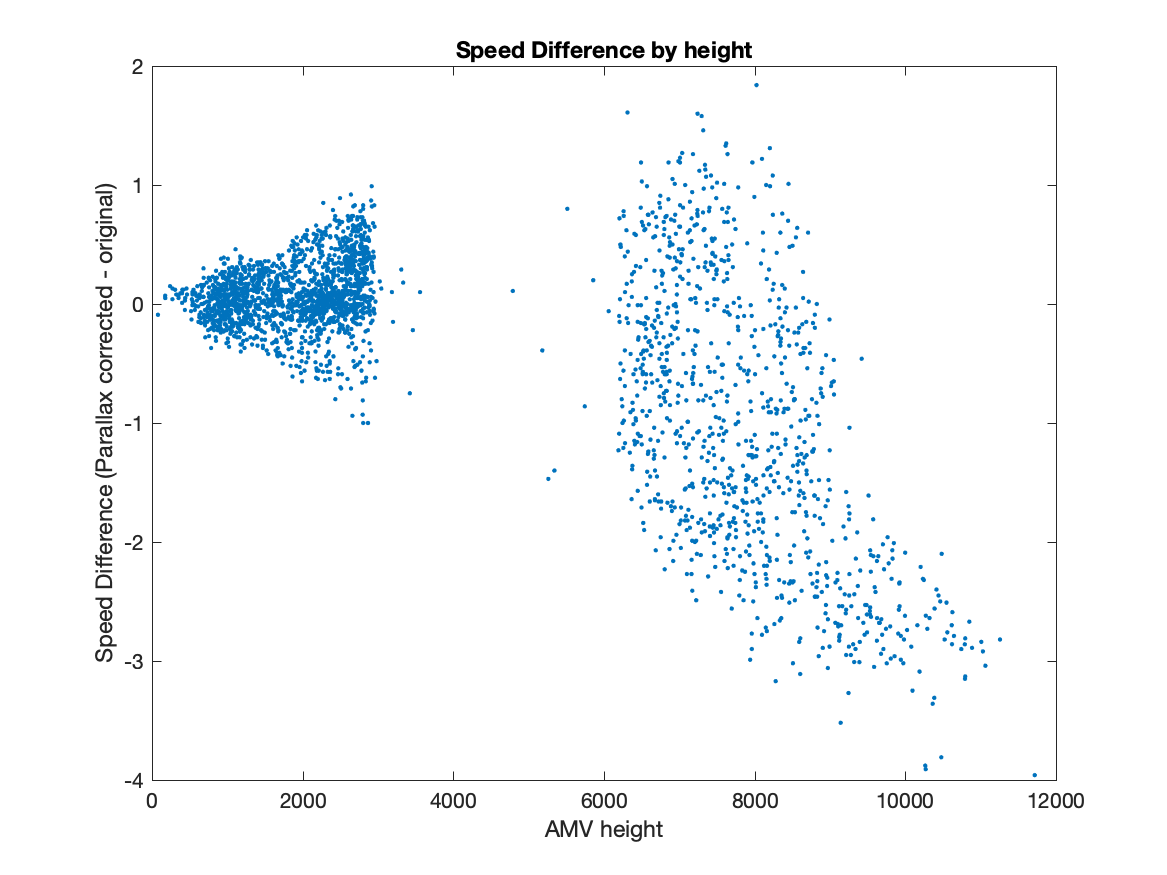 Speed Difference by height
Speed Difference (Parallax corrected - original)
2
1
0
-1
-2
-3
-4
0 2000 4000 6000 8000 10000 12000
AMV height